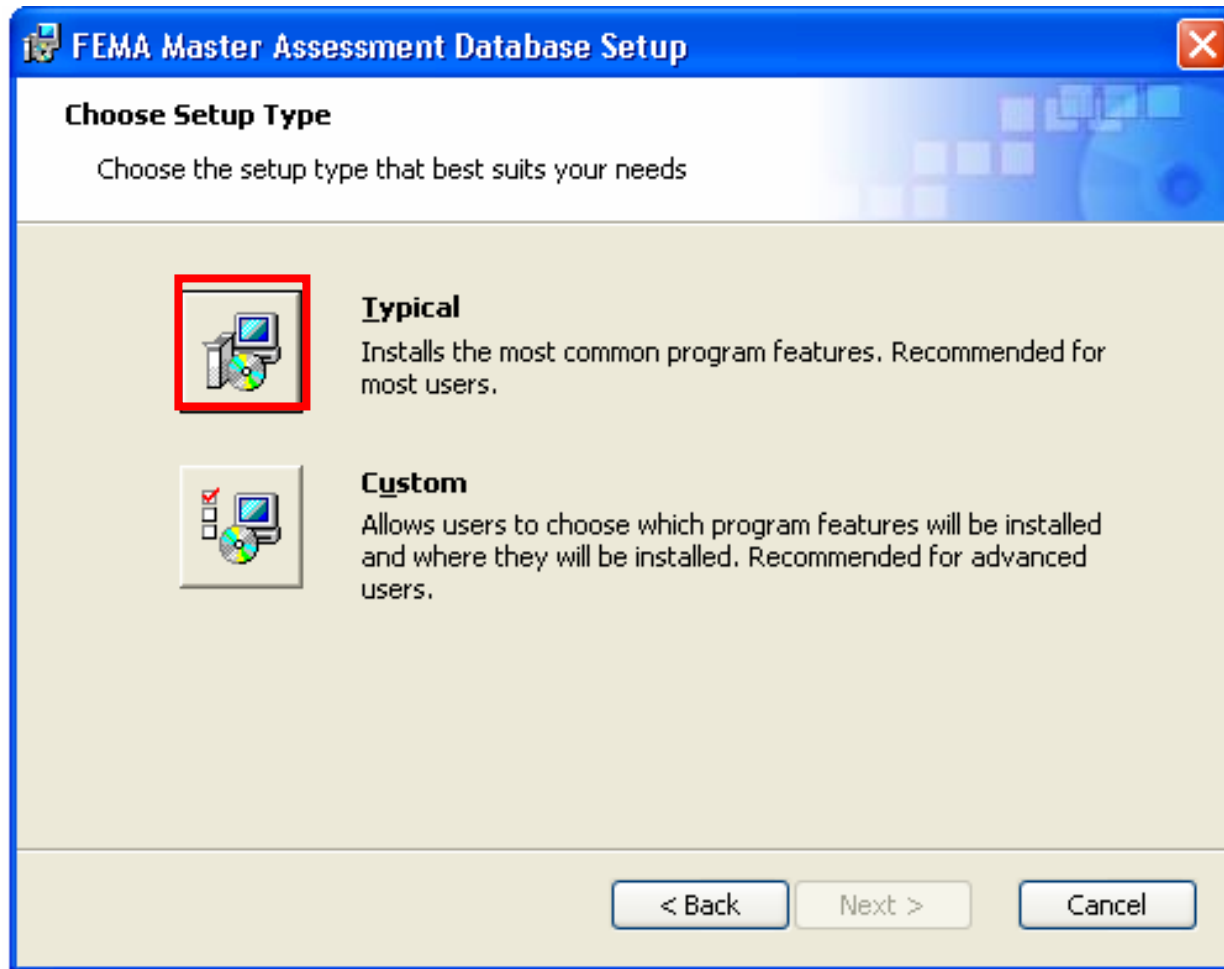 FEMA Master Assessment Database Setup
Choose Setup Type
Choose the setup type that best suits your needs
Typical
Installs the most common program features. Recommended for
most users.
Custom
Allows users to choose which program features will be installed
and where they will be installed. Recommended for advanced
users.
< Back Next > Cancel